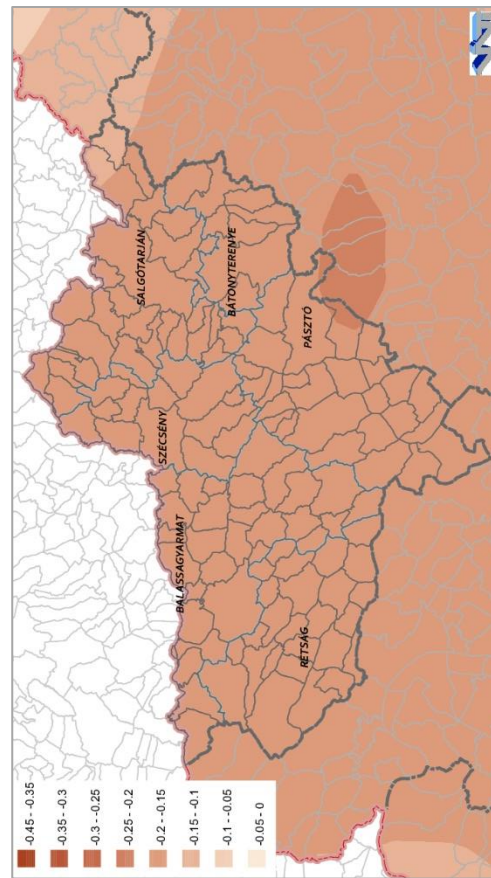 -0.45 - -0.35
-0.35 - -0.3
-0.3 - -0.25
-0.25 - -0.2
-0.2 - -0.15
-0.15 - -0.1
-0.1 - -0.05
-0.05 - 0
SALGÓTARJÁN
SZÉCSÉNY
BALASSAGYARMAT
BÁTONYTERENYE
RÉTSÁG
PÁSZTÓ